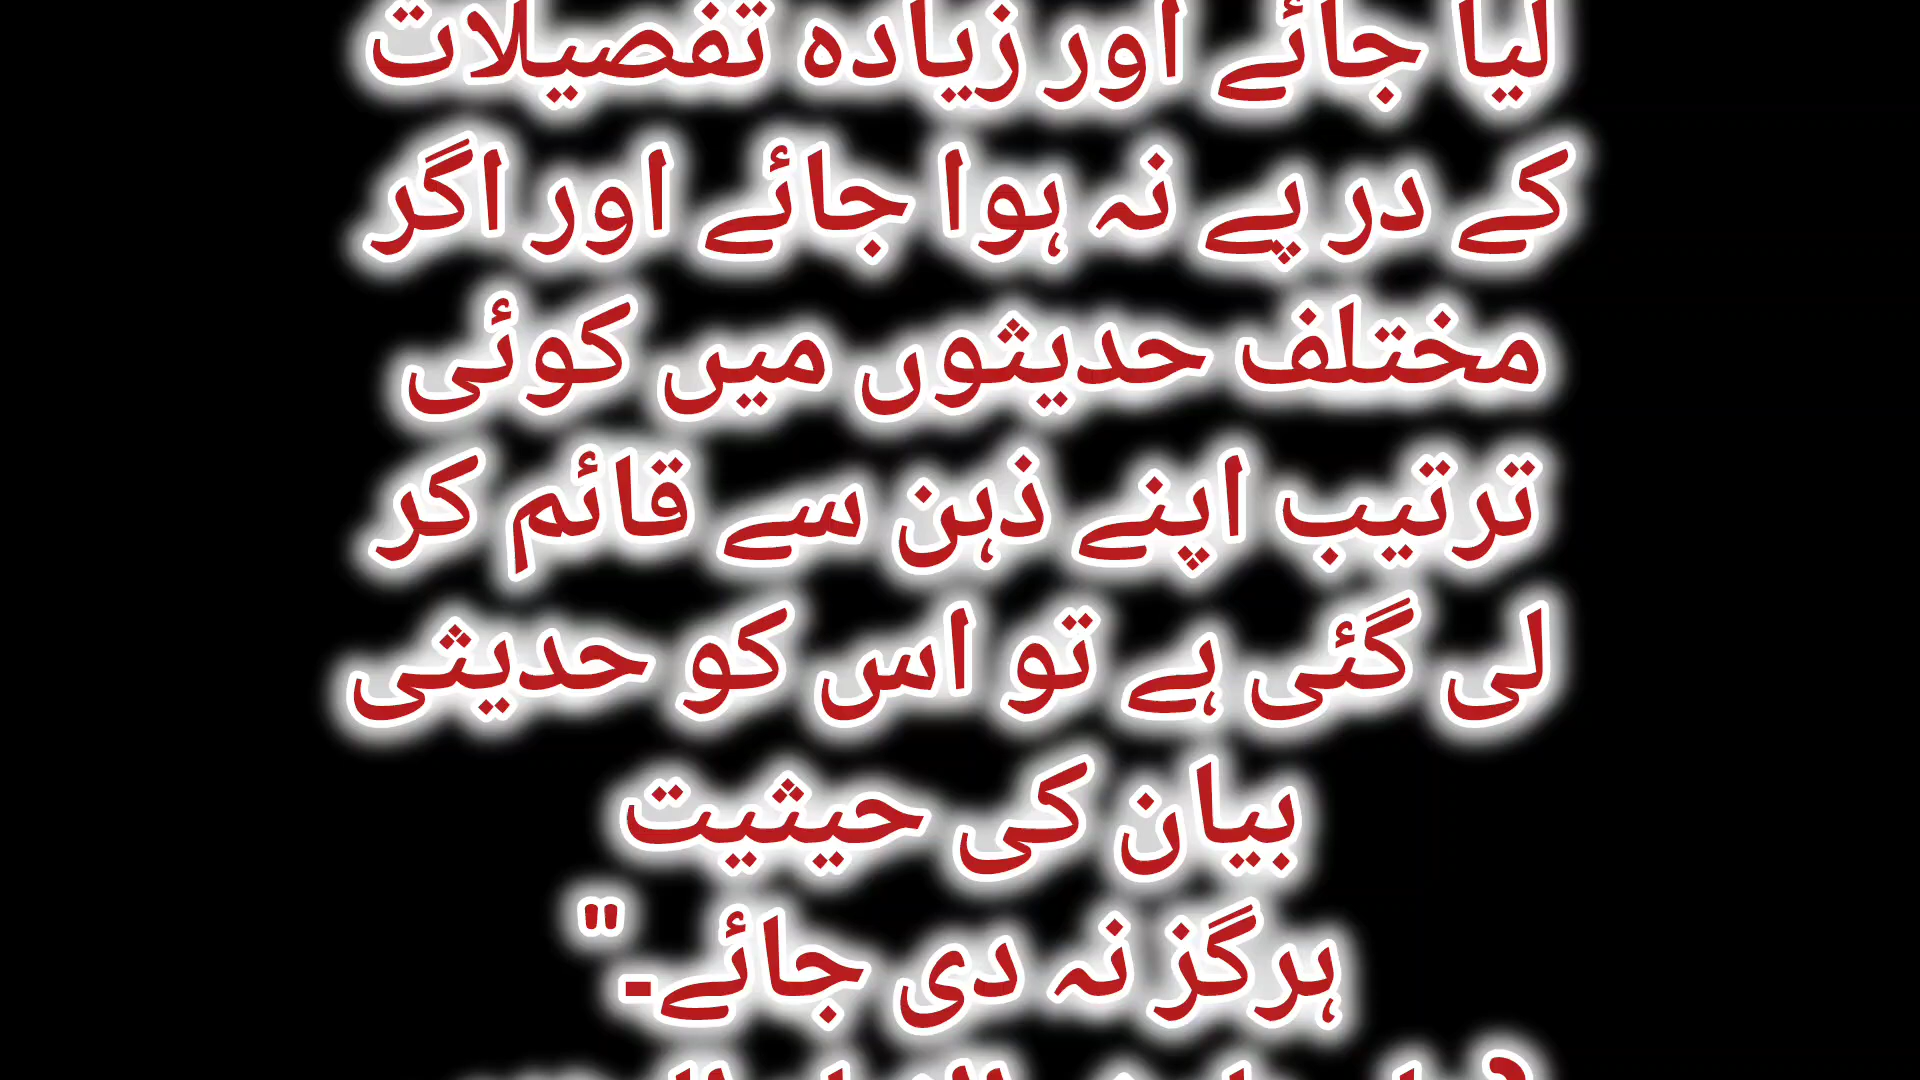 لیا جائے اور زیادہ تفصیلات
کے در پے نہ ہوا جائے اور اگر
مختلف حدیثوں میں کوئی
ترتیب اپنے ذہن سے قائم کر
لی گئی ہے تو اس کو حدیثی
بیان کی حیثیت
ہرگز نہ دی جائے۔"